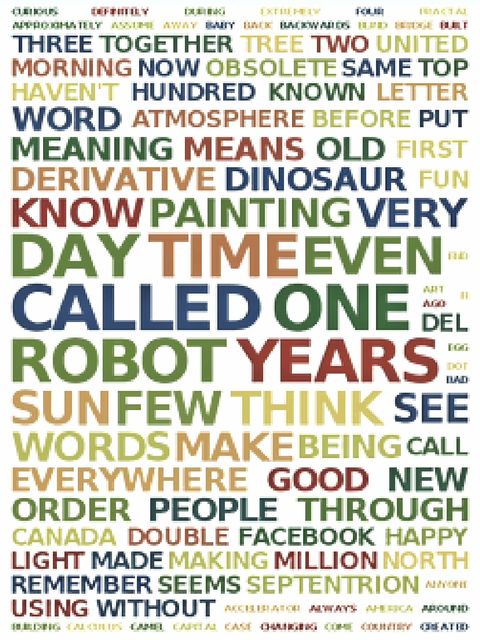 CURIOUS DEFINITELY DURING EXTREMELY FOUR FRACTAL
APPROXIMATELY ASSUME AWAY BABY BACK BACKWARDS BLIND BRIDGE BUILT
THREE TOGETHER TREE TWO UNITED
MORNING NOW OBSOLETE SAME TOP
HAVEN'T HUNDRED KNOWN LETTER
WORD ATMOSPHERE BEFORE PUT
MEANING MEANS OLD FIRST
DERIVATIVE DINOSAUR FUN
KNOW PAINTING VERY
DAY TIME EVEN END
CALLED ONE ART
AGO
DEL
ROBOT YEARS EGG
DOT
BAD
SUN FEW THINK SEE
WORDS MAKE BEING CALL
EVERYWHERE GOOD NEW
ORDER PEOPLE THROUGH
CANADA DOUBLE FACEBOOK HAPPY
LIGHT MADE MAKING MILLION NORTH
REMEMBER SEEMS SEPTENTRION ANYONE
USING WITHOUT ACCELERATOR ALWAYS AMERICA AROUND
BUILDING CALCULUS CAMEL CAPITAL CASE CHANGING COME COUNTRY CREATED